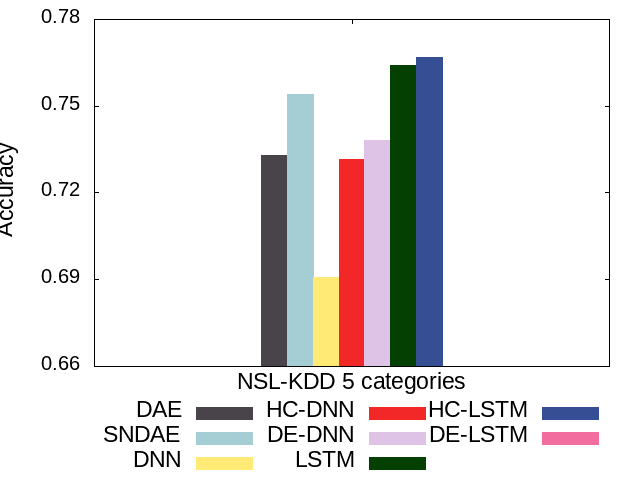 0.78
0.75
0.72
0.69
0.66
Accuracy
NSL-KDD 5 categories
DAE HC-DNN HC-LSTM
SNDAE DE-DNN DE-LSTM
DNN LSTM